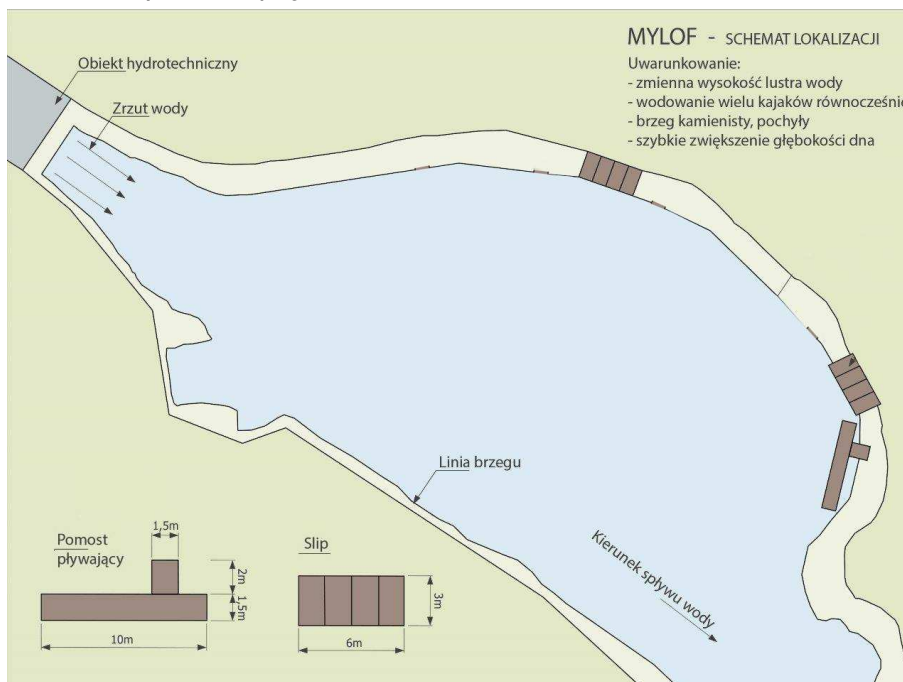 MYLOF - SCHEMAT LOKALIZACJI
Uwarunkowanie:
- zmienna wysokość lustra wody
- wodowanie wielu kajaków równocześnie
- brzeg kamienisty, pochyły
- szybkie zwiększenie głębokości dna
Obiekt hydrotechniczny
Zrzut wody
Linia brzegu
Kierunek spływu wody
Pomost
pływający
1,5m
2m
1,5m
10m
Slip
3m
6m